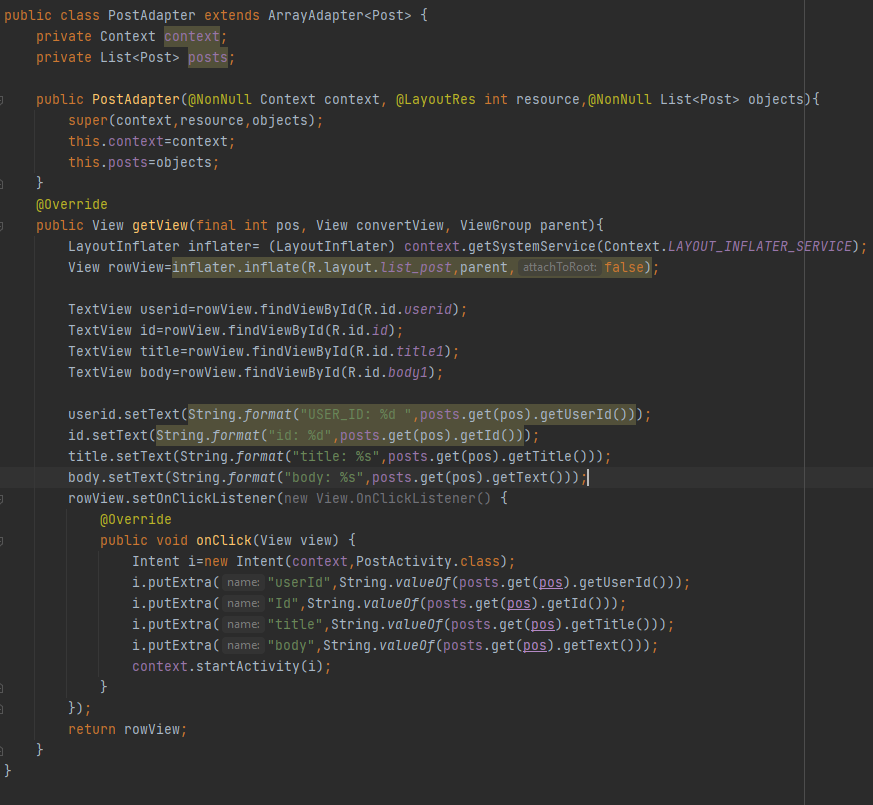 public class PostAdapter extends ArrayAdapter<Post> {
    private Context context;
    private List<Post> posts;

    public PostAdapter(@NonNull Context context, @LayoutRes int resource,@NonNull List<Post> objects){
        super(context,resource,objects);
        this.context=context;
        this.posts=objects;
    }
    @Override
    public View getView(final int pos, View convertView, ViewGroup parent){
        LayoutInflater inflater= (LayoutInflater) context.getSystemService(Context.LAYOUT_INFLATER_SERVICE);
        View rowView=inflater.inflate(R.layout.list_post,parent, attachToRoot: false);

        TextView userid=rowView.findViewById(R.id.userid);
        TextView id=rowView.findViewById(R.id.id);
        TextView title=rowView.findViewById(R.id.title1);
        TextView body=rowView.findViewById(R.id.body1);

        userid.setText(String.format("USER_ID: %d ",posts.get(pos).getUserId()));
        id.setText(String.format("id: %d",posts.get(pos).getId()));
        title.setText(String.format("title: %s",posts.get(pos).getTitle()));
        body.setText(String.format("body: %s",posts.get(pos).getText()));
        rowView.setOnClickListener(new View.OnClickListener() {
            @Override
            public void onClick(View view) {
                Intent i=new Intent(context,PostActivity.class);
                i.putExtra( name: "userId",String.valueOf(posts.get(pos).getUserId()));
                i.putExtra( name: "Id",String.valueOf(posts.get(pos).getId()));
                i.putExtra( name: "title",String.valueOf(posts.get(pos).getTitle()));
                i.putExtra( name: "body",String.valueOf(posts.get(pos).getText()));
                context.startActivity(i);
            }
        });
        return rowView;
    }
}